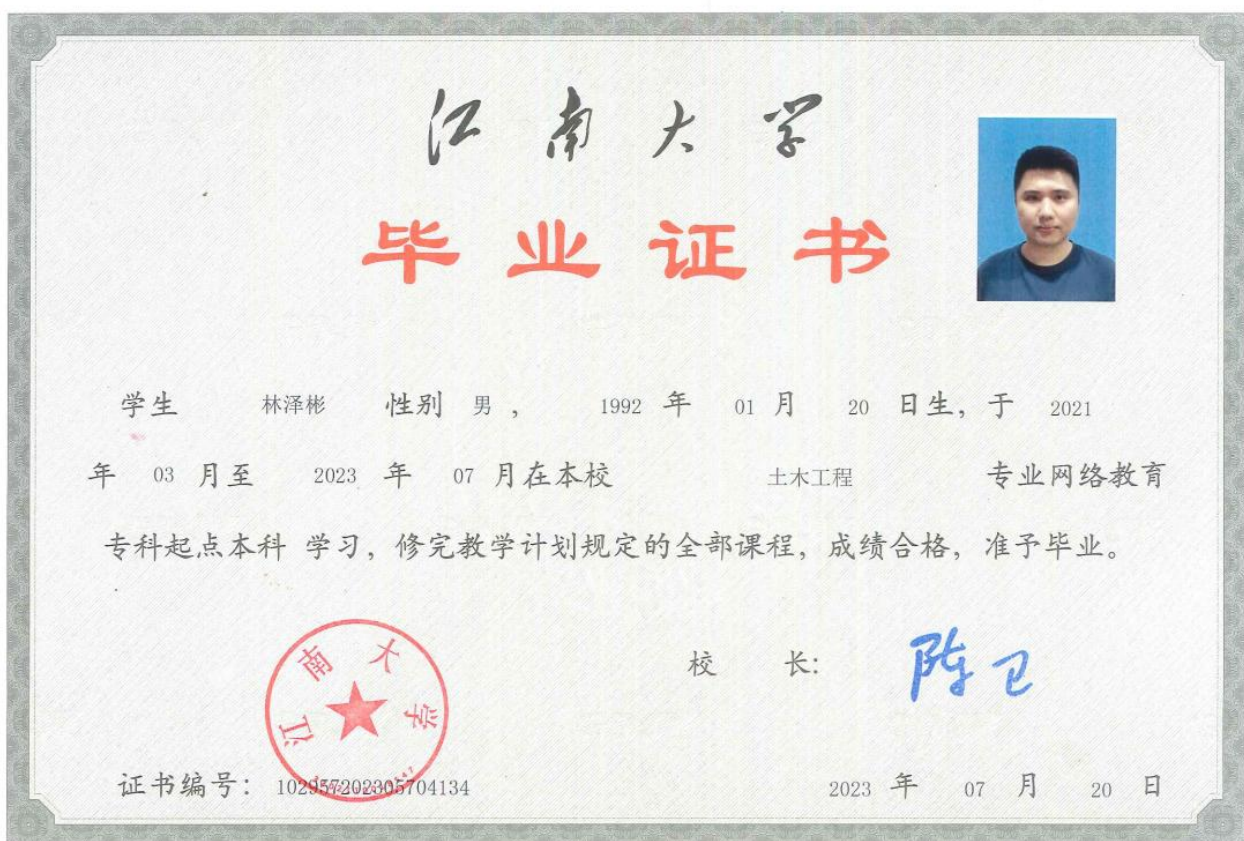 江南大学
毕业证书
学生 林泽彬 性别 男 , 1992 年 01 月 20 日生, 于 2021
年 03 月至 2023 年 07 月在本校 土木工程 专业网络教育
专科起点本科 学习, 修完教学计划规定的全部课程, 成绩合格, 准予毕业。
江南大学
校 长: 陈卫
证书编号: 102957202305704134
2023 年 07 月 20 日